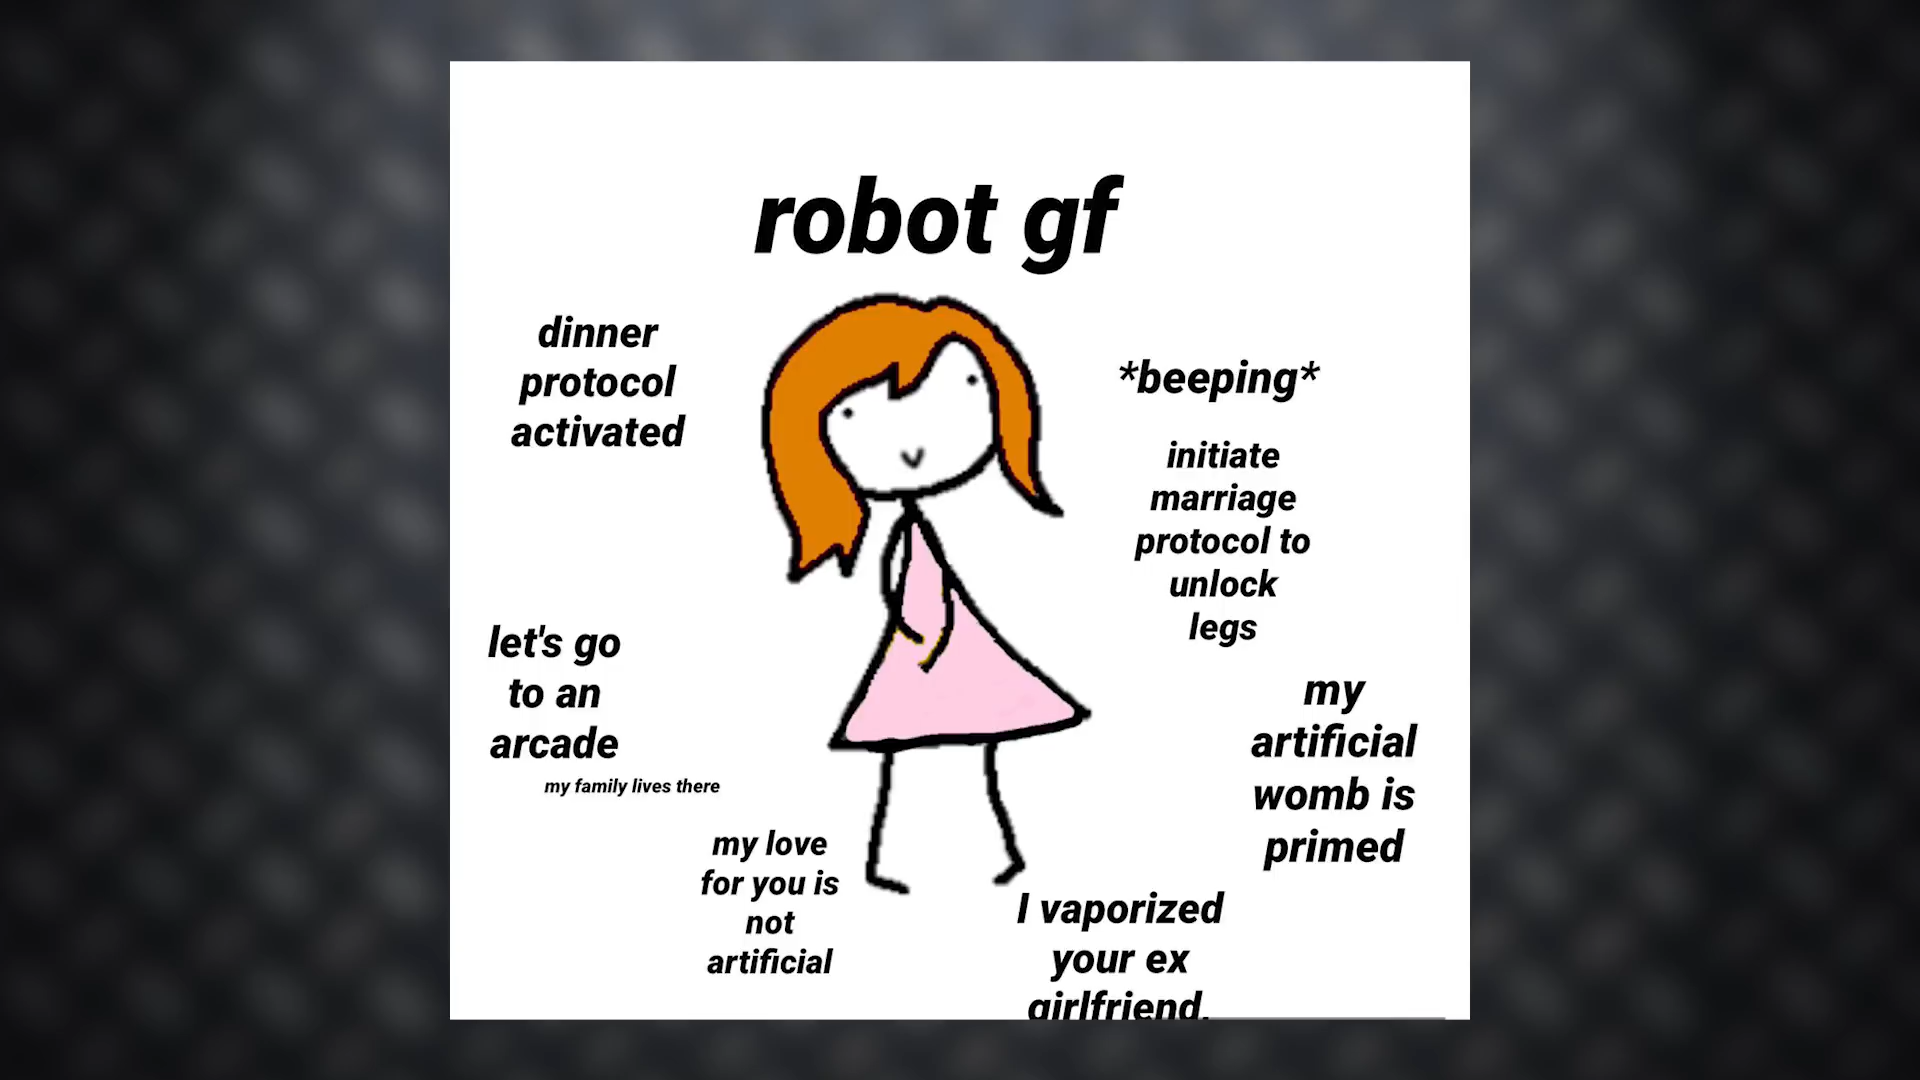 robot gf
dinner
protocol
activated
*beeping*
initiate
marriage
protocol to
unlock
legs
let's go
to an
arcade
my family lives there
my
artificial
womb is
primed
my love
for you is
not
artificial
I vaporized
your ex
girlfriend.